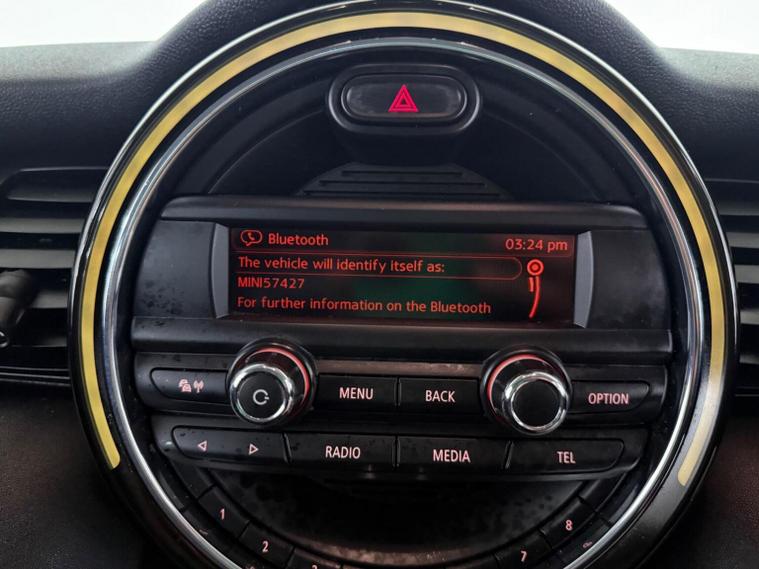 Bluetooth 03:24 pm
The vehicle will identify itself as:
MINI57427
For further information on the Bluetooth
MENU BACK OPTION
RADIO MEDIA TEL
1
2
7
8